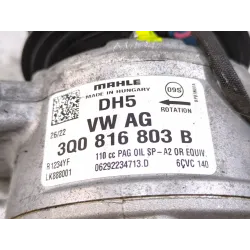 MAHLE
MADE IN HUNGARY
DH5
09S
ROTATION
26/22
VW AG
3Q0 816 803 B
R1234YF
110 cc PAG OIL SP-A2 OR EQUIV.
LK888001
06292234713.D
6CVC 140